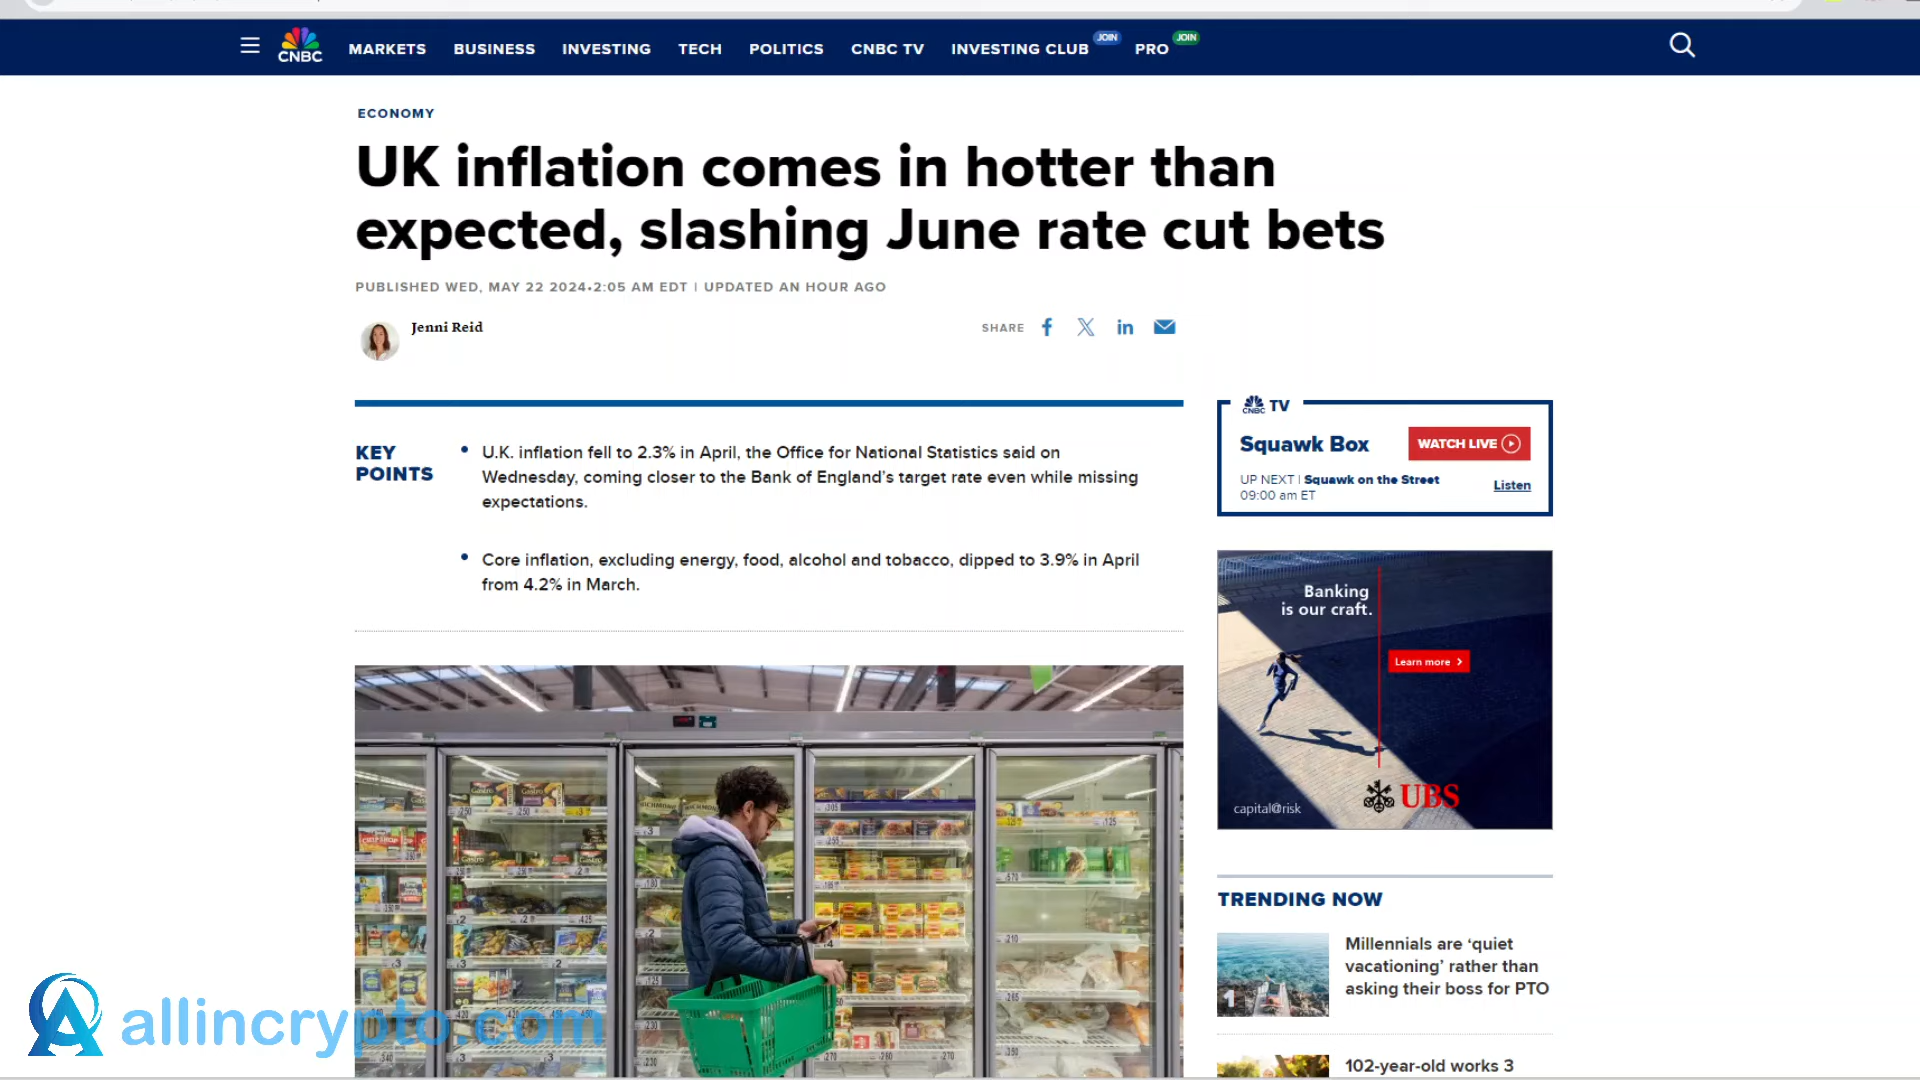 CNBC
MARKETS BUSINESS INVESTING TECH POLITICS CNBC TV INVESTING CLUB JOIN PRO JOIN
ECONOMY
UK inflation comes in hotter than
expected, slashing June rate cut bets
PUBLISHED WED, MAY 22 2024•2:05 AM EDT | UPDATED AN HOUR AGO
Jenni Reid
SHARE
KEY
POINTS
• U.K. inflation fell to 2.3% in April, the Office for National Statistics said on
Wednesday, coming closer to the Bank of England’s target rate even while missing
expectations.
• Core inflation, excluding energy, food, alcohol and tobacco, dipped to 3.9% in April
from 4.2% in March.
CNBC TV
Squawk Box
WATCH LIVE
UP NEXT | Squawk on the Street
09:00 am ET
Listen
Banking
is our craft.
Learn more
capital@risk
UBS
TRENDING NOW
1
Millennials are ‘quiet
vacationing’ rather than
asking their boss for PTO
102-year-old works 3
allincrypto.com